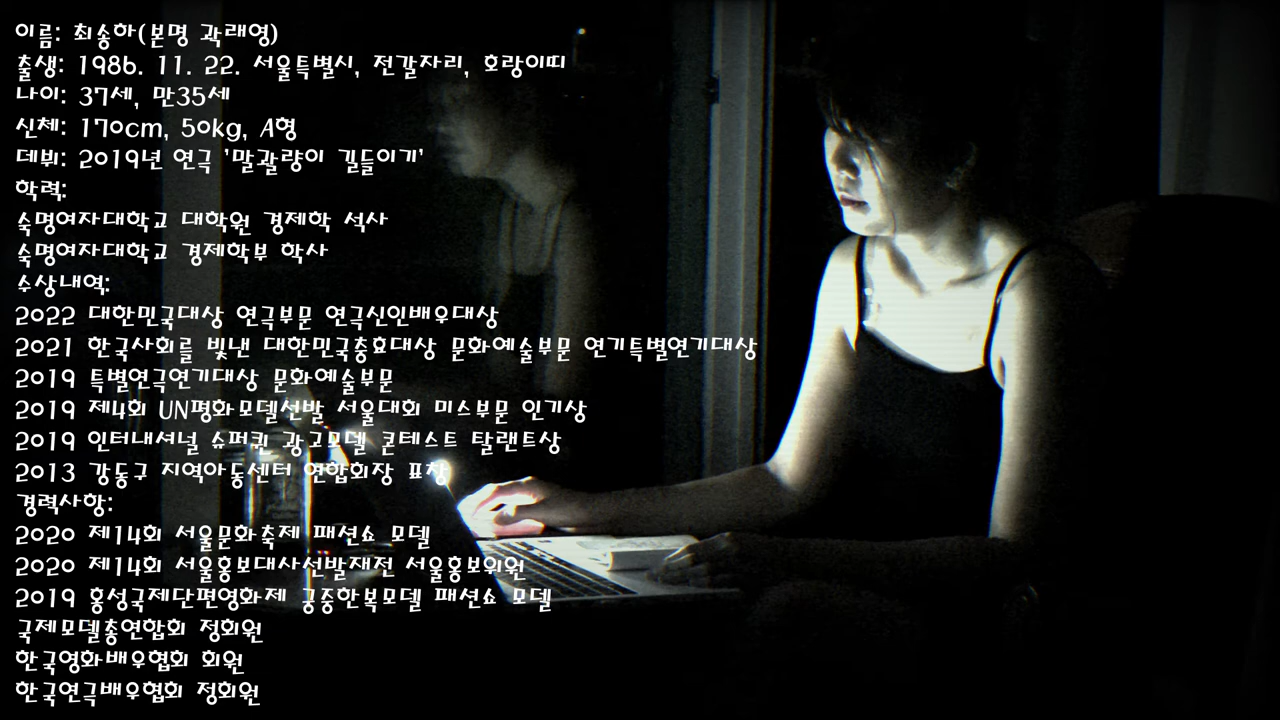 이름: 최송하(본명 곽래영)
출생: 1986. 11. 22. 서울특별시, 전갈자리, 호랑이띠
나이: 37세, 만35세
신체: 170cm, 50kg, A형
데뷔: 2019년 연극 '말괄량이 길들이기'
학력:
숙명여자대학교 대학원 경제학 석사
숙명여자대학교 경제학부 학사
수상내역:
2022 대한민국대상 연극부문 연극신인배우대상
2021 한국사회를 빛낸 대한민국충효대상 문화예술부문 연기특별연기대상
2019 특별연극연기대상 문화예술부문
2019 제4회 UN평화모델선발 서울대회 미스부문 인기상
2019 인터내셔널 슈퍼퀸 광고모델 콘테스트 탈랜트상
2013 강동구 지역아동센터 연합회장 표창
경력사항:
2020 제14회 서울문화축제 패션쇼 모델
2020 제14회 서울홍보대사선발재전 서울홍보위원
2019 홍성국제단편영화제 궁중한복모델 패션쇼 모델
국제모델총연합회 정회원
한국영화배우협회 회원
한국연극배우협회 정회원